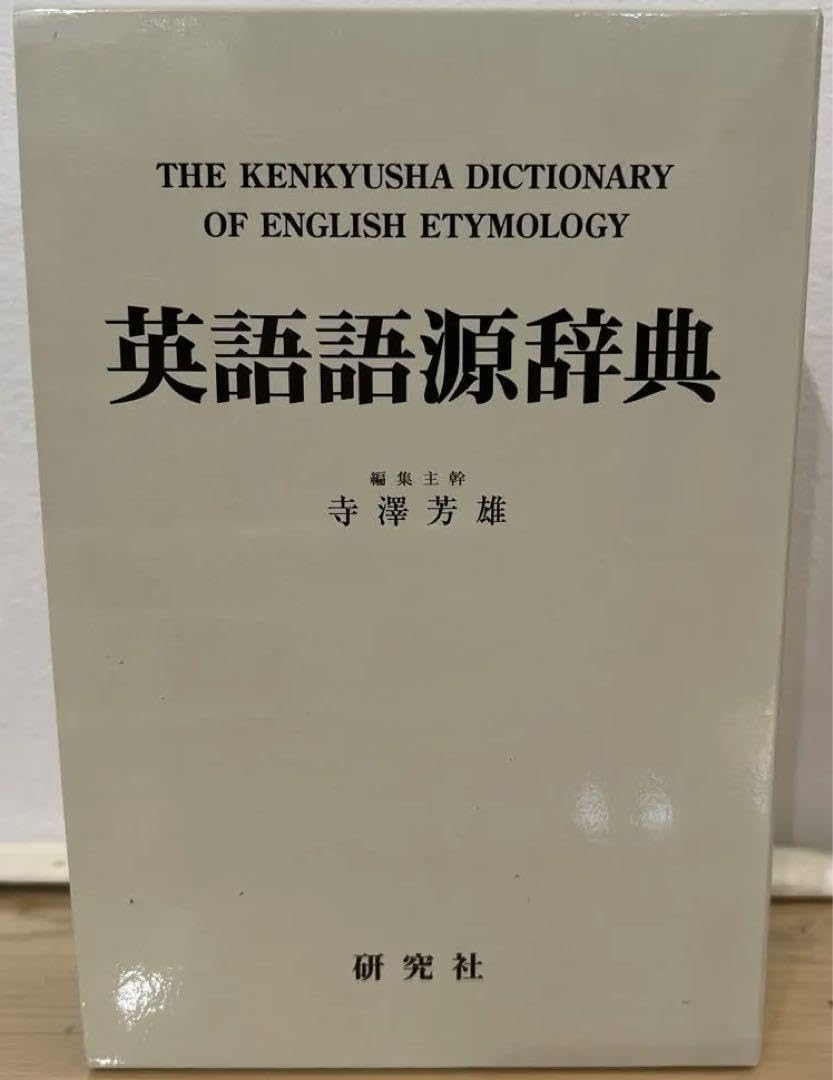 THE KENKYUSHA DICTIONARY
OF ENGLISH ETYMOLOGY
英語語源辞典
編集主幹
寺澤芳雄
研究社